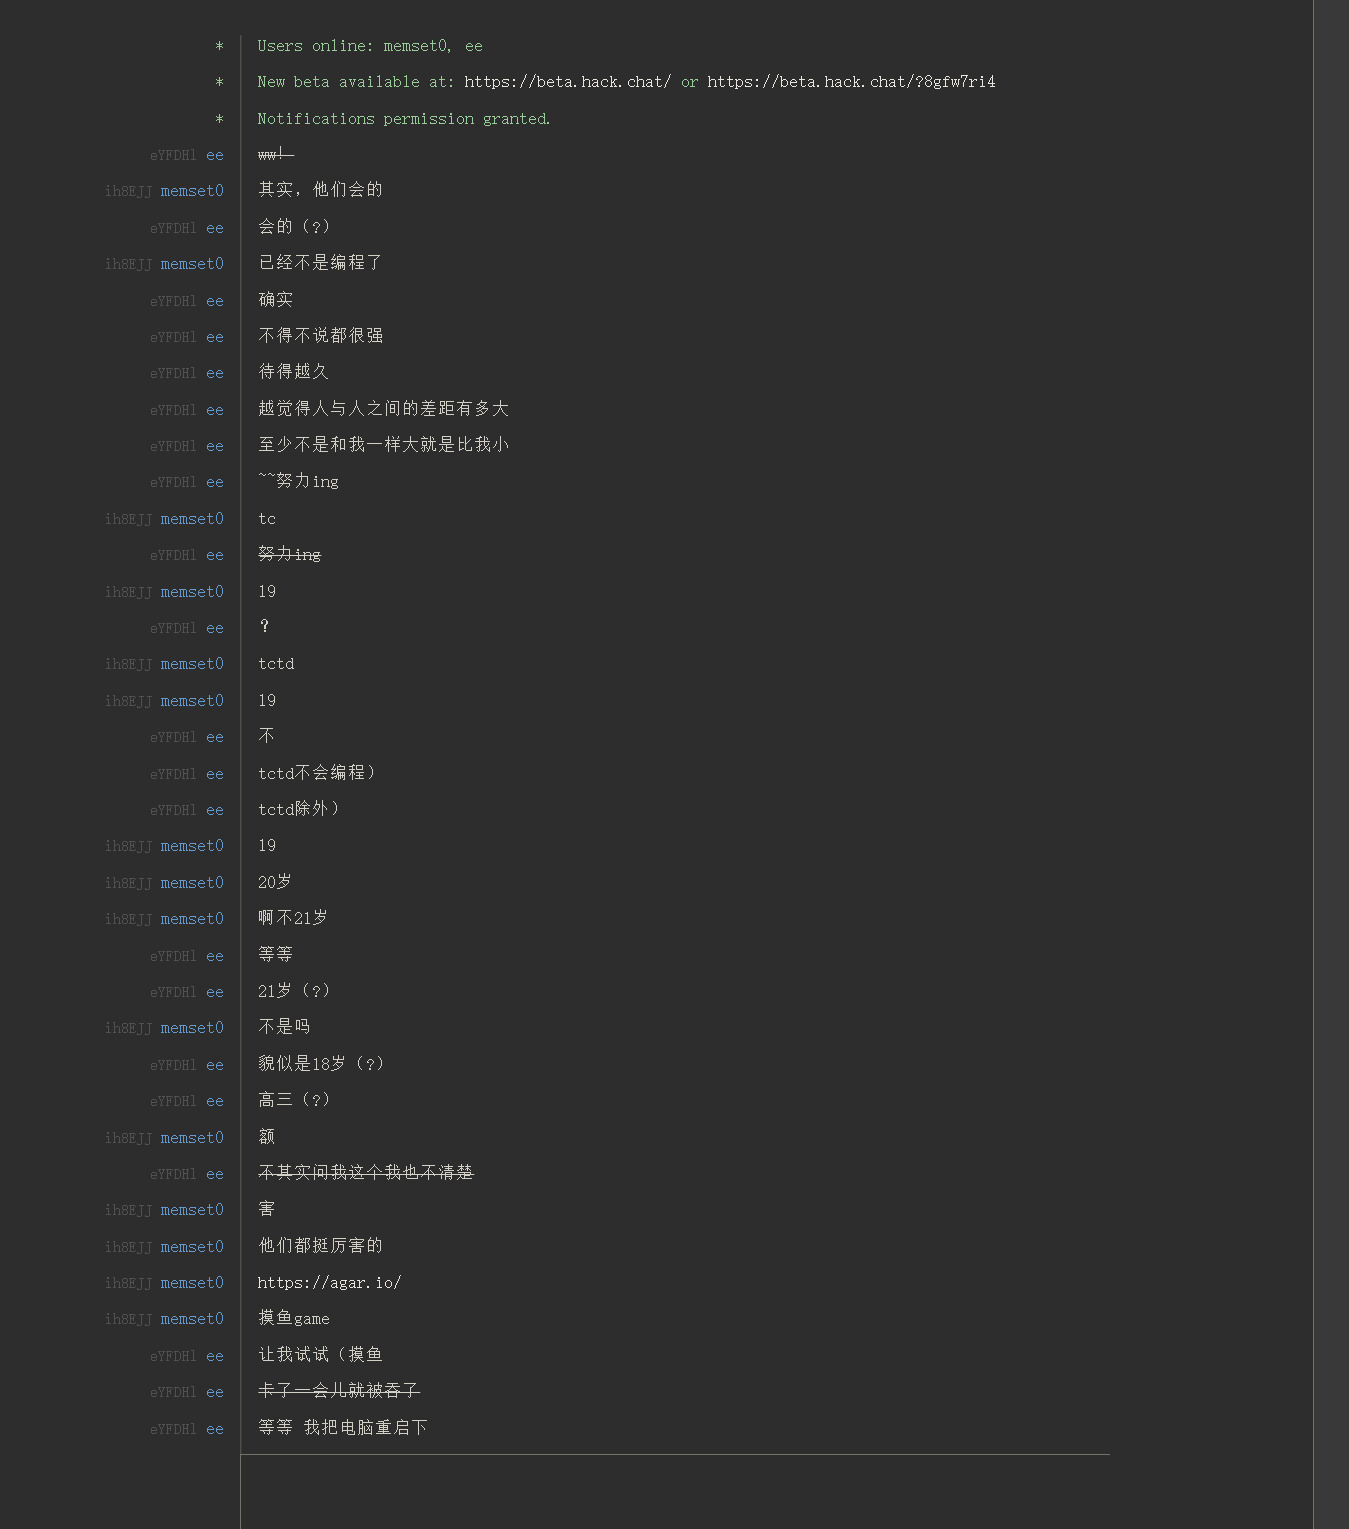 * Users online: memset0, ee
* New beta available at: https://beta.hack.chat/ or https://beta.hack.chat/?8gfw7ri4
* Notifications permission granted.
eYFDHl ee ww!
ih8EJJ memset0 其实，他们会的
eYFDHl ee 会的（?）
ih8EJJ memset0 已经不是编程了
eYFDHl ee 确实
eYFDHl ee 不得不说都很强
eYFDHl ee 待得越久
eYFDHl ee 越觉得人与人之间的差距有多大
eYFDHl ee 至少不是和我一样大就是比我小
eYFDHl ee ~~努力ing
ih8EJJ memset0 tc
eYFDHl ee 努力ing
ih8EJJ memset0 19
eYFDHl ee ？
ih8EJJ memset0 tctd
ih8EJJ memset0 19
eYFDHl ee 不
eYFDHl ee tctd不会编程）
eYFDHl ee tctd除外）
ih8EJJ memset0 19
ih8EJJ memset0 20岁
ih8EJJ memset0 啊不21岁
eYFDHl ee 等等
eYFDHl ee 21岁（?）
ih8EJJ memset0 不是吗
eYFDHl ee 貌似是18岁（?）
eYFDHl ee 高三（?）
ih8EJJ memset0 额
eYFDHl ee 不其实问我这个我也不清楚
ih8EJJ memset0 害
ih8EJJ memset0 他们都挺厉害的
ih8EJJ memset0 https://agar.io/
ih8EJJ memset0 摸鱼game
eYFDHl ee 让我试试（摸鱼
eYFDHl ee 卡了一会儿就被吞了
eYFDHl ee 等等 我把电脑重启下